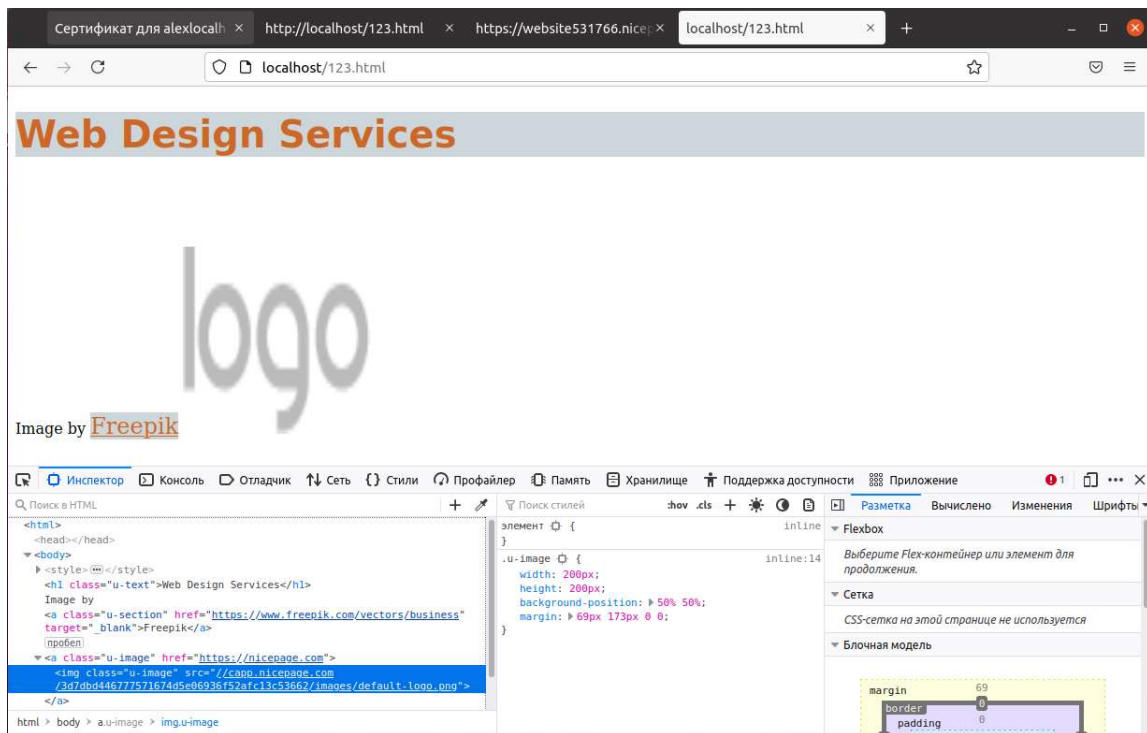 Сертификат для alexlocalh × http://localhost/123.html × https://website531766.nicep × localhost/123.html × +
localhost/123.html
Web Design Services
logo
Image by Freepik
Инспектор Консоль Отладчик Сеть {} Стили Профайлер Память Хранилище Поддержка доступности Приложение 1
Поиск в HTML +
<html>
<head></head>
<body>
<style></style>
<h1 class="u-text">Web Design Services</h1>
Image by
<a class="u-section" href="https://www.freepik.com/vectors/business"
target="_blank">Freepik</a>
пробел
<a class="u-image" href="https://nicepage.com">
<img class="u-image" src="//capp.nicepage.com
/3d7dbd446777571674d5e06936f52afc13c53662/images/default-logo.png">
</a>
html > body > a.u-image > img.u-image
Поиск стилей :hov .cls +
элемент { inline
}
.u-image { inline:14
width: 200px;
height: 200px;
background-position: 50% 50%;
margin: 69px 173px 0 0;
}
Разметка Вычислено Изменения Шрифты
Flexbox
Выберите Flex-контейнер или элемент для
продолжения.
Сетка
CSS-сетка на этой странице не используется
Блочная модель
margin 69
border 0
padding 0